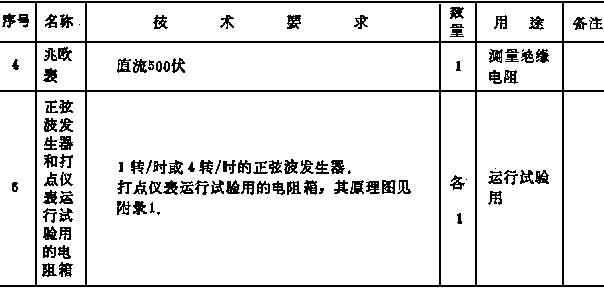 序号 名称 技术要求 数量 用途 备注
4 兆欧表 直流500伏 1 测量绝缘电阻
5 正弦波发生器和打点仪表运行试验用的电阻箱 1转/时或4转/时的正弦波发生器.
打点仪表运行试验用的电阻箱,其原理图见
附录1. 各1 运行试验用